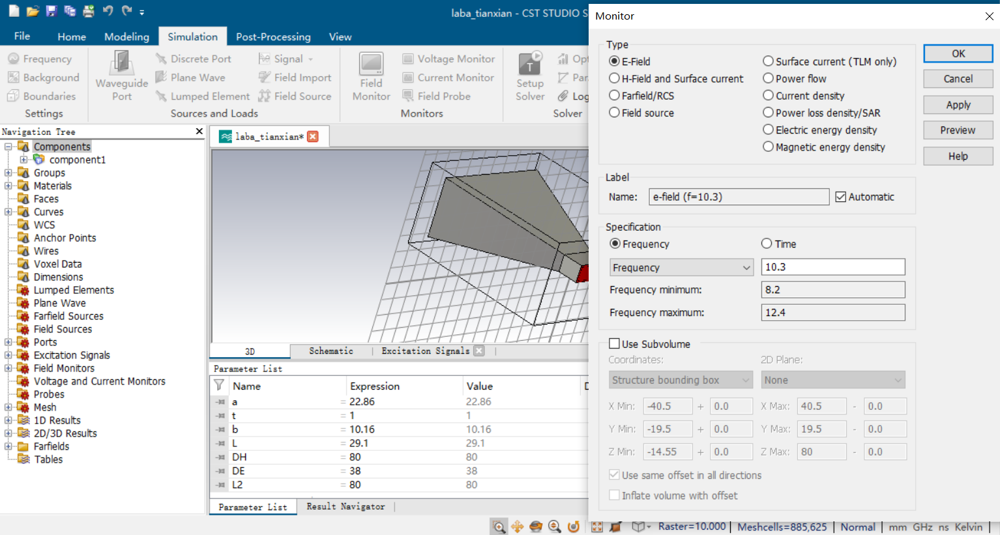 laba_tianxian - CST STUDIO S
File Home Modeling Simulation Post-Processing View
Frequency
Background
Boundaries
Settings
Waveguide
Port
Discrete Port
Plane Wave
Lumped Element
Signal
Field Import
Field Source
Sources and Loads
Field
Monitor
Voltage Monitor
Current Monitor
Field Probe
Monitors
Setup
Solver
Opt
Par
Log
Solver
Navigation Tree
Components
component1
Groups
Materials
Faces
Curves
WCS
Anchor Points
Wires
Voxel Data
Dimensions
Lumped Elements
Plane Wave
Farfield Sources
Field Sources
Ports
Excitation Signals
Field Monitors
Voltage and Current Monitors
Probes
Mesh
1D Results
2D/3D Results
Farfields
Tables
laba_tianxian*
3D Schematic Excitation Signals
Parameter List
Name Expression Value
a = 22.86 22.86
t = 1 1
b = 10.16 10.16
L = 29.1 29.1
DH = 80 80
DE = 38 38
L2 = 80 80
Parameter List Result Navigator
Monitor
Type
E-Field
H-Field and Surface current
Farfield/RCS
Field source
Surface current (TLM only)
Power flow
Current density
Power loss density/SAR
Electric energy density
Magnetic energy density
OK
Cancel
Apply
Preview
Help
Label
Name: e-field (f=10.3) Automatic
Specification
Frequency Time
Frequency 10.3
Frequency minimum: 8.2
Frequency maximum: 12.4
Use Subvolume
Coordinates: 2D Plane:
Structure bounding box None
X Min: -40.5 + 0.0 X Max: 40.5 - 0.0
Y Min: -19.5 + 0.0 Y Max: 19.5 - 0.0
Z Min: -14.55 + 0.0 Z Max: 80 - 0.0
Use same offset in all directions
Inflate volume with offset
Raster=10.000 Meshcells=885,625 Normal mm GHz ns Kelvin